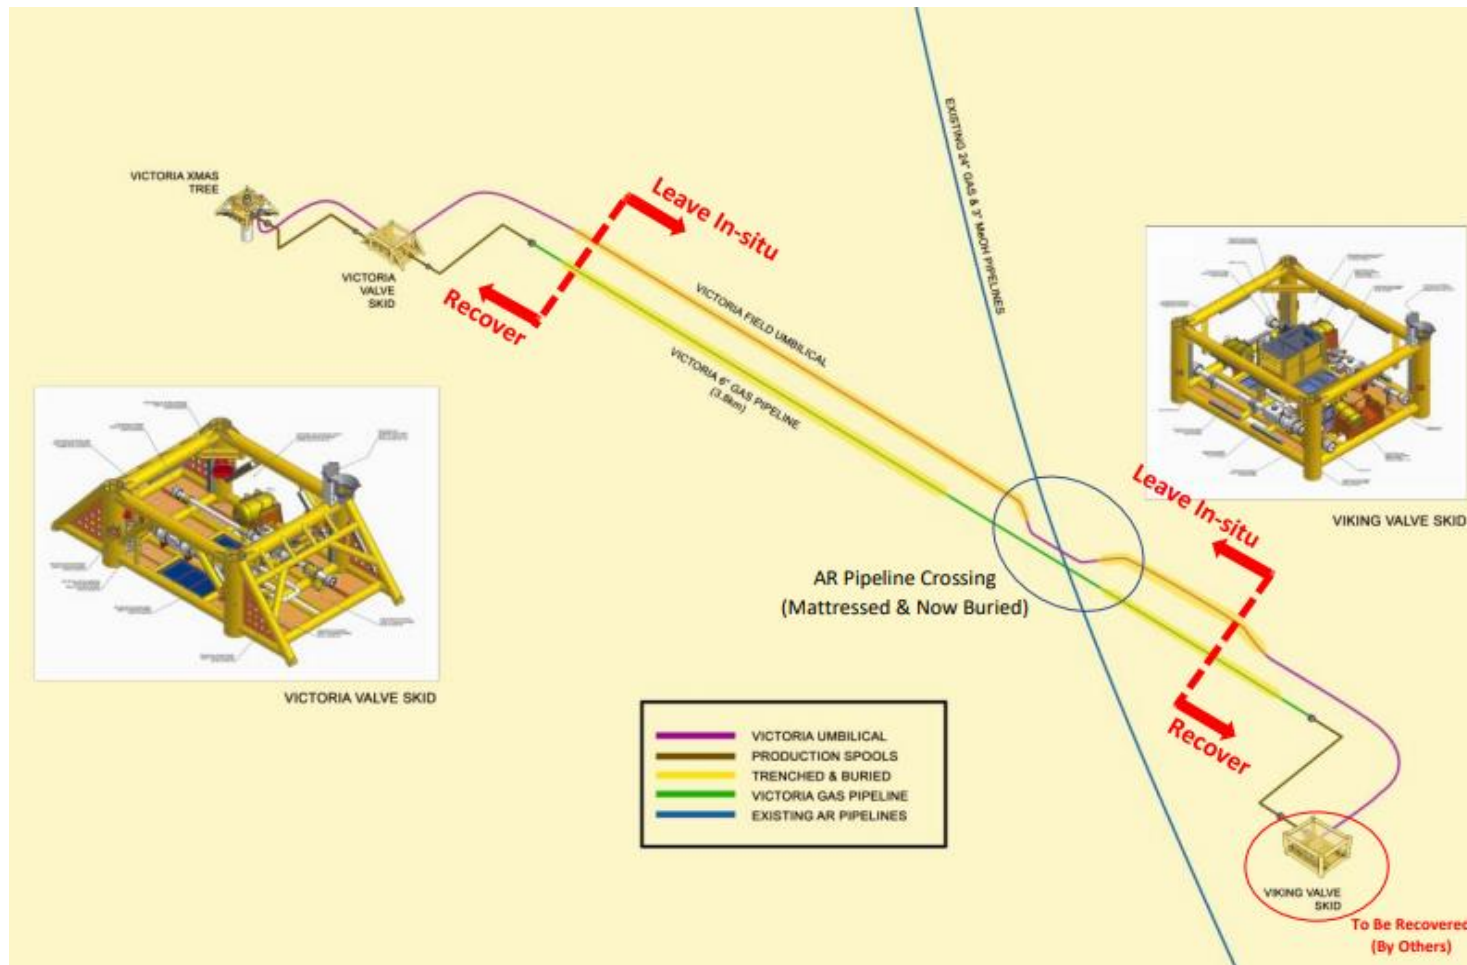 VICTORIA XMAS
TREE
VICTORIA
VALVE
SKID
Leave In-situ
Recover
EXISTING 24" GAS & 3" MeOH PIPELINES
VICTORIA FIELD UMBILICAL
VICTORIA 6" GAS PIPELINE
(3.8km)
VICTORIA VALVE SKID
VIKING VALVE SKID
AR Pipeline Crossing
(Mattressed & Now Buried)
Leave In-situ
Recover
VICTORIA UMBILICAL
PRODUCTION SPOOLS
TRENCHED & BURIED
VICTORIA GAS PIPELINE
EXISTING AR PIPELINES
VIKING VALVE
SKID
To Be Recovered
(By Others)